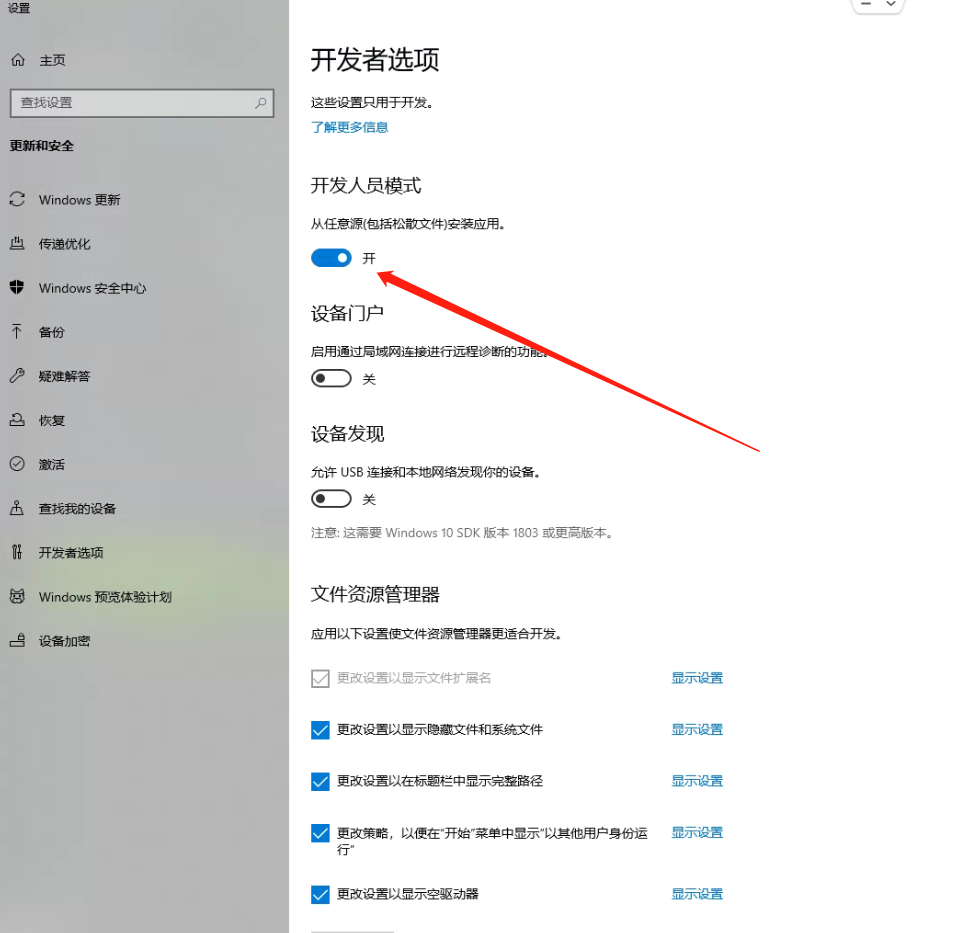 设置
主页
查找设置
更新和安全
Windows 更新
传递优化
Windows 安全中心
备份
疑难解答
恢复
激活
查找我的设备
开发者选项
Windows 预览体验计划
设备加密
开发者选项
这些设置只用于开发。
了解更多信息
开发人员模式
从任意源(包括松散文件)安装应用。
开
设备门户
启用通过局域网连接进行远程诊断的功能。
关
设备发现
允许 USB 连接和本地网络发现你的设备。
关
注意: 这需要 Windows 10 SDK 版本 1803 或更高版本。
文件资源管理器
应用以下设置使文件资源管理器更适合开发。
更改设置以显示文件扩展名 显示设置
更改设置以显示隐藏文件和系统文件 显示设置
更改设置以在标题栏中显示完整路径 显示设置
更改策略，以便在"开始"菜单中显示"以其他用户身份运 显示设置
行"
更改设置以显示空驱动器 显示设置